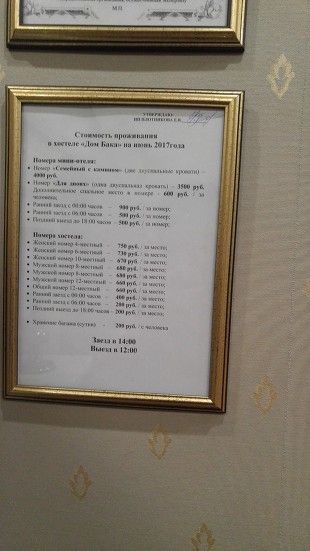 М.П.
УТВЕРЖДАЮ
ИП ПЛОТНИКОВА Е.В.
Стоимость проживания
в хостеле «Дом Бака» на июнь 2017года
Номера мини-отеля:
• Номер «Семейный с камином» (две двуспальные кровати) –
4000 руб.
• Номер «Для двоих» (одна двуспальная кровать) – 3500 руб.
Дополнительное спальное место в номере - 600 руб. / за
человека.
• Ранний заезд с 00:00 часов - 900 руб. / за номер;
• Ранний заезд с 06:00 часов - 500 руб. / за номер;
• Поздний выезд до 18:00 часов - 500 руб. / за номер;
Номера хостела:
• Женский номер 4-местный - 750 руб. / за место;
• Женский номер 6-местный - 730 руб. / за место;
• Женский номер 10-местный - 670 руб. / за место;
• Мужской номер 8-местный - 680 руб. / за место;
• Мужской номер 8-местный - 680 руб. / за место;
• Мужской номер 12-местный - 660 руб. / за место;
• Общий номер 12-местный - 660 руб. / за место;
• Ранний заезд с 00:00 часов - 400 руб. / за место;
• Ранний заезд с 06:00 часов - 200 руб. / за место;
• Поздний выезд до 18:00 часов - 200 руб. / за место;
• Хранение багажа (сутки) - 200 руб. / с человека
Заезд в 14:00
Выезд в 12:00